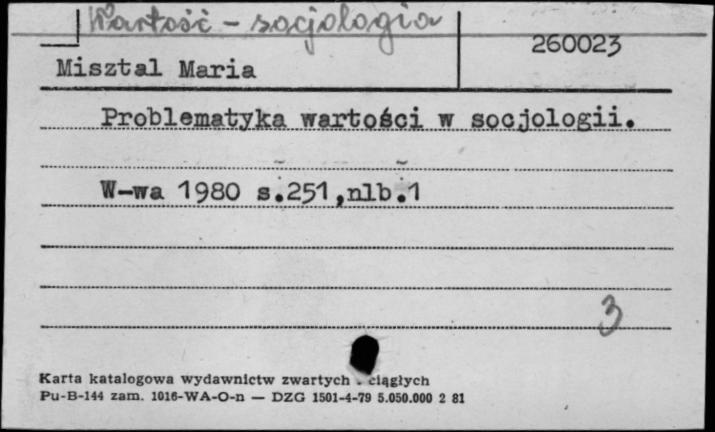 Wartość - socjologia
260023
Misztal Maria
Problematyka wartości w socjologii.
W-wa 1980 s.251,nlb.1
3
Karta katalogowa wydawnictw zwartych i ciągłych
Pu-B-144 zam. 1016-WA-O-n — DZG 1501-4-79 5.050.000 2 81